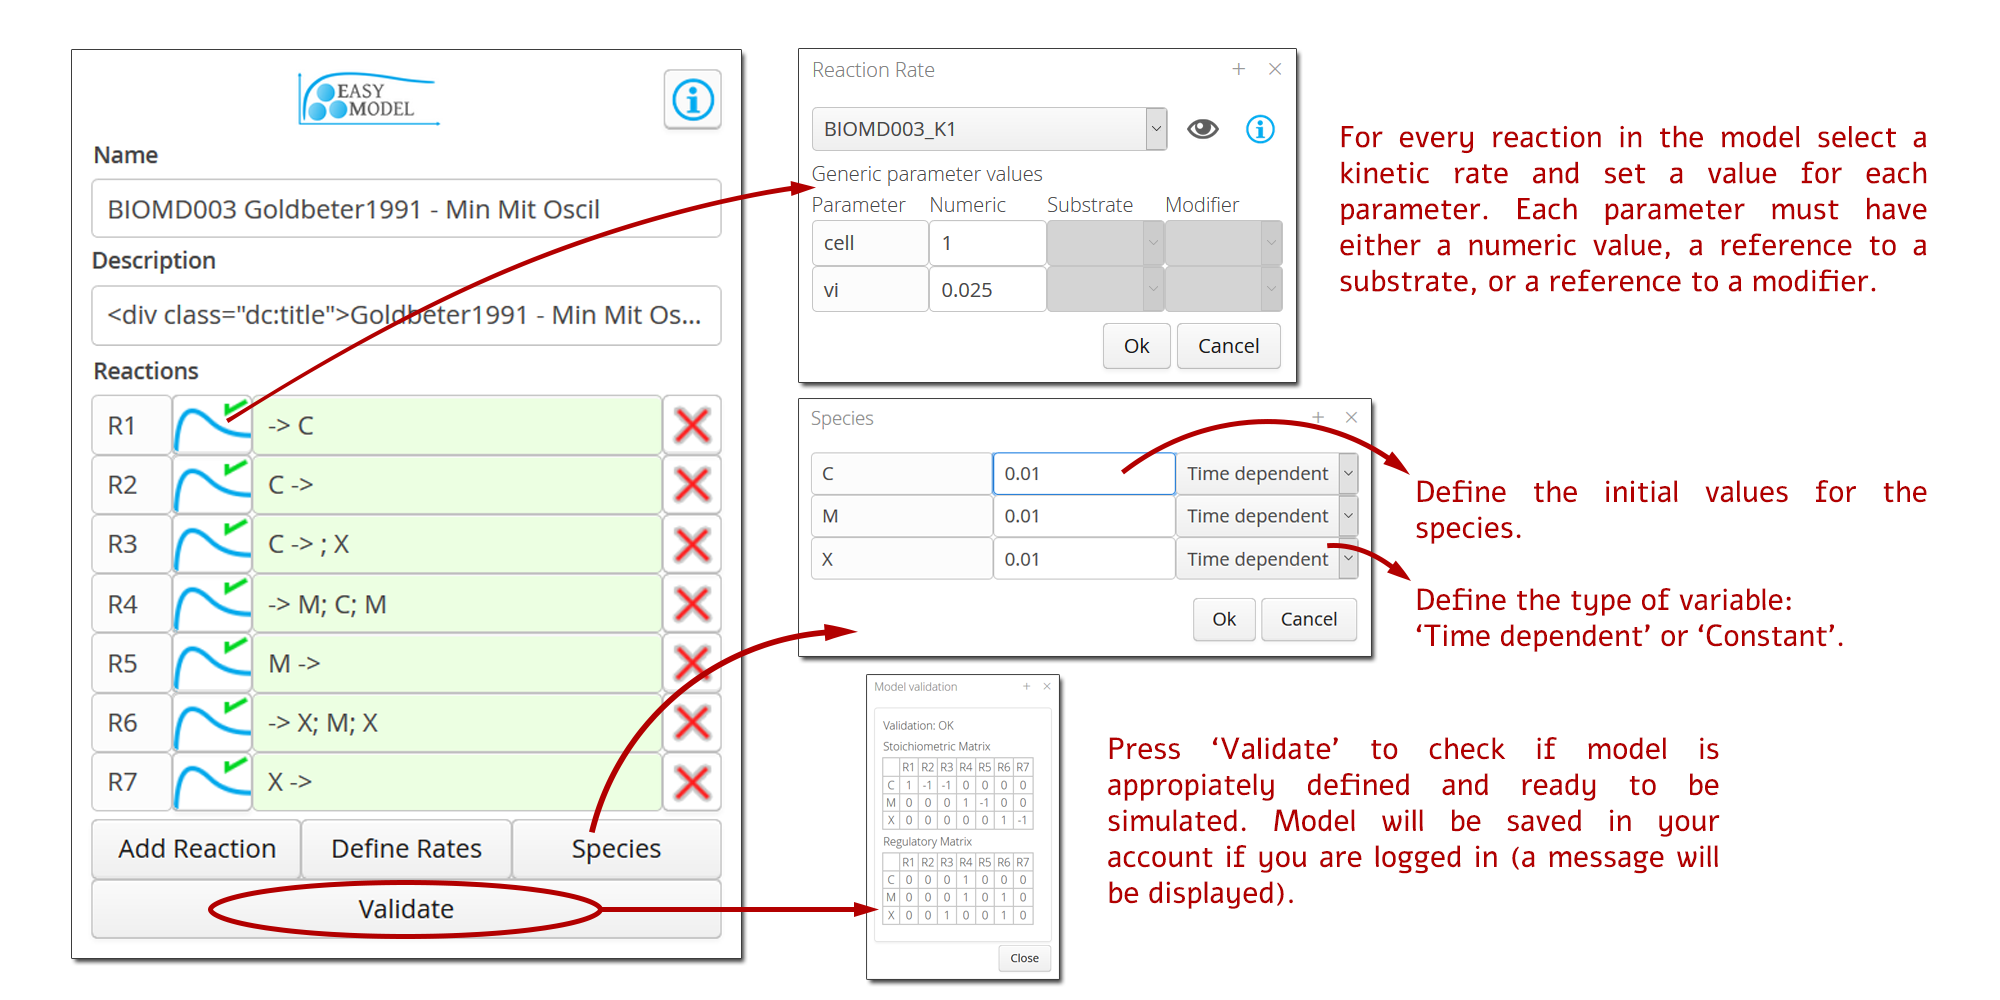 EASY
MODEL
Name
BIOMD003 Goldbeter1991 - Min Mit Oscil
Description
<div class="dc:title">Goldbeter1991 - Min Mit Os...
Reactions
R1 -> C
R2 C ->
R3 C -> ; X
R4 -> M; C; M
R5 M ->
R6 -> X; M; X
R7 X ->
Add Reaction Define Rates Species
Validate
Reaction Rate + ×
BIOMD003_K1
Generic parameter values
Parameter Numeric Substrate Modifier
cell 1
vi 0.025
Ok Cancel
For every reaction in the model select a
kinetic rate and set a value for each
parameter. Each parameter must have
either a numeric value, a reference to a
substrate, or a reference to a modifier.
Species + ×
C 0.01 Time dependent
M 0.01 Time dependent
X 0.01 Time dependent
Ok Cancel
Define the initial values for the
species.
Define the type of variable:
‘Time dependent’ or ‘Constant’.
Model validation + ×
Validation: OK
Stoichiometric Matrix
R1 R2 R3 R4 R5 R6 R7
C 1 -1 -1 0 0 0 0
M 0 0 0 1 -1 0 0
X 0 0 0 0 0 1 -1
Regulatory Matrix
R1 R2 R3 R4 R5 R6 R7
C 0 0 0 1 0 0 0
M 0 0 0 1 0 1 0
X 0 0 1 0 0 1 0
Close
Press ‘Validate’ to check if model is
appropiately defined and ready to be
simulated. Model will be saved in your
account if you are logged in (a message will
be displayed).